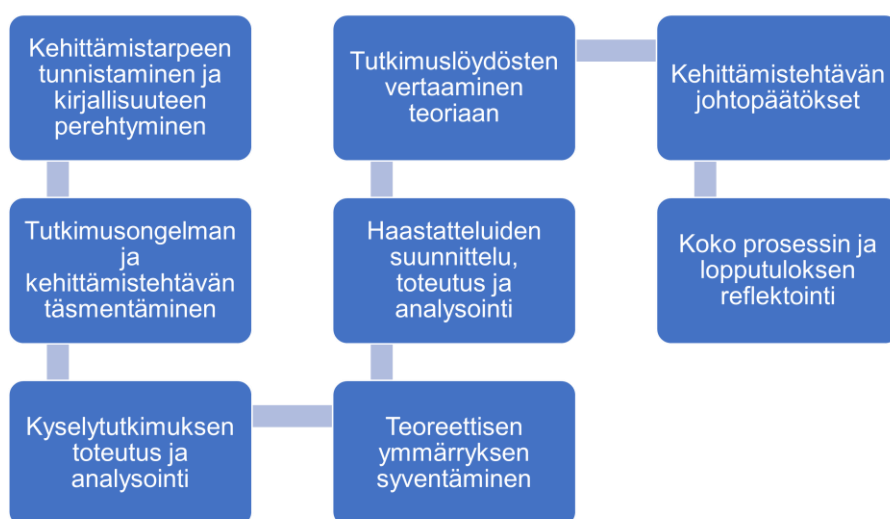 Kehittämistarpeen
tunnistaminen ja
kirjallisuuteen
perehtyminen
Tutkimusongelman
ja
kehittämistehtävän
täsmentäminen
Kyselytutkimuksen
toteutus ja
analysointi
Teoreettisen
ymmärryksen
syventäminen
Haastatteluiden
suunnittelu,
toteutus ja
analysointi
Tutkimuslöydösten
vertaaminen
teoriaan
Kehittämistehtävän
johtopäätökset
Koko prosessin ja
lopputuloksen
reflektointi